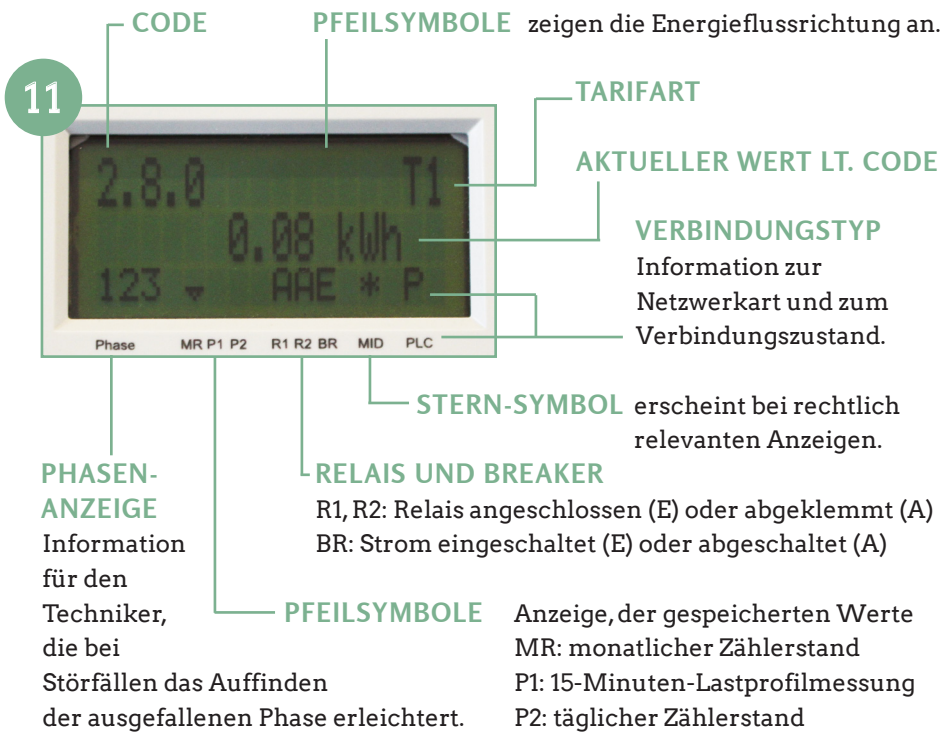 CODE
PFEILSYMBOLE zeigen die Energieflussrichtung an.
11
TARIFART
AKTUELLER WERT LT. CODE
2.8.0 T1
0.08 kWh
123 AAE * P
Phase MR P1 P2 R1 R2 BR MID PLC
VERBINDUNGSTYP
Information zur
Netzwerkart und zum
Verbindungszustand.
STERN-SYMBOL erscheint bei rechtlich
relevanten Anzeigen.
PHASEN-
ANZEIGE
Information
für den
Techniker,
die bei
Störfällen das Auffinden
der ausgefallenen Phase erleichtert.
RELAIS UND BREAKER
R1, R2: Relais angeschlossen (E) oder abgeklemmt (A)
BR: Strom eingeschaltet (E) oder abgeschaltet (A)
PFEILSYMBOLE Anzeige, der gespeicherten Werte
MR: monatlicher Zählerstand
P1: 15-Minuten-Lastprofilmessung
P2: täglicher Zählerstand